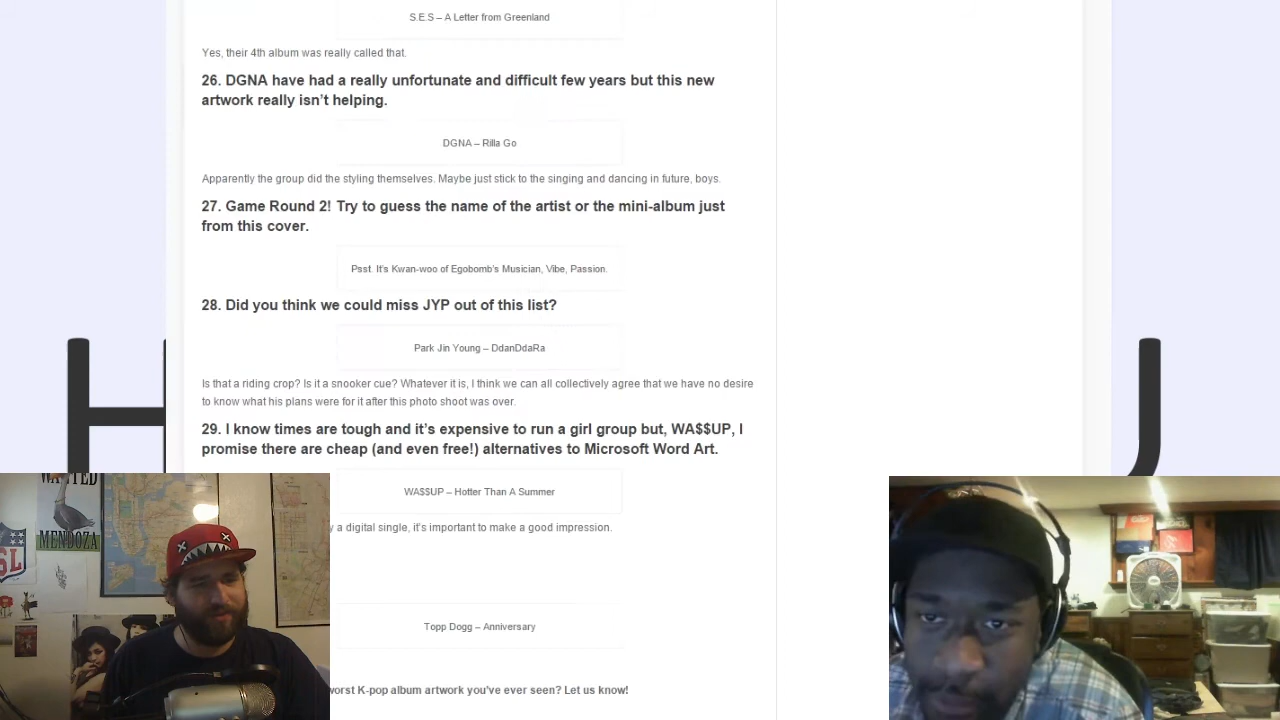 S.E.S – A Letter from Greenland
Yes, their 4th album was really called that.
26. DGNA have had a really unfortunate and difficult few years but this new
artwork really isn’t helping.
DGNA – Rilla Go
Apparently the group did the styling themselves. Maybe just stick to the singing and dancing in future, boys.
27. Game Round 2! Try to guess the name of the artist or the mini-album just
from this cover.
Psst. It’s Kwan-woo of Egobomb’s Musician, Vibe, Passion.
28. Did you think we could miss JYP out of this list?
Park Jin Young – DdanDdaRa
Is that a riding crop? Is it a snooker cue? Whatever it is, I think we can all collectively agree that we have no desire
to know what his plans were for it after this photo shoot was over.
29. I know times are tough and it’s expensive to run a girl group but, WA$$UP, I
promise there are cheap (and even free!) alternatives to Microsoft Word Art.
WA$$UP – Hotter Than A Summer
y a digital single, it’s important to make a good impression.
Topp Dogg – Anniversary
worst K-pop album artwork you’ve ever seen? Let us know!
H
J
WANTED
MENDOZA
SL